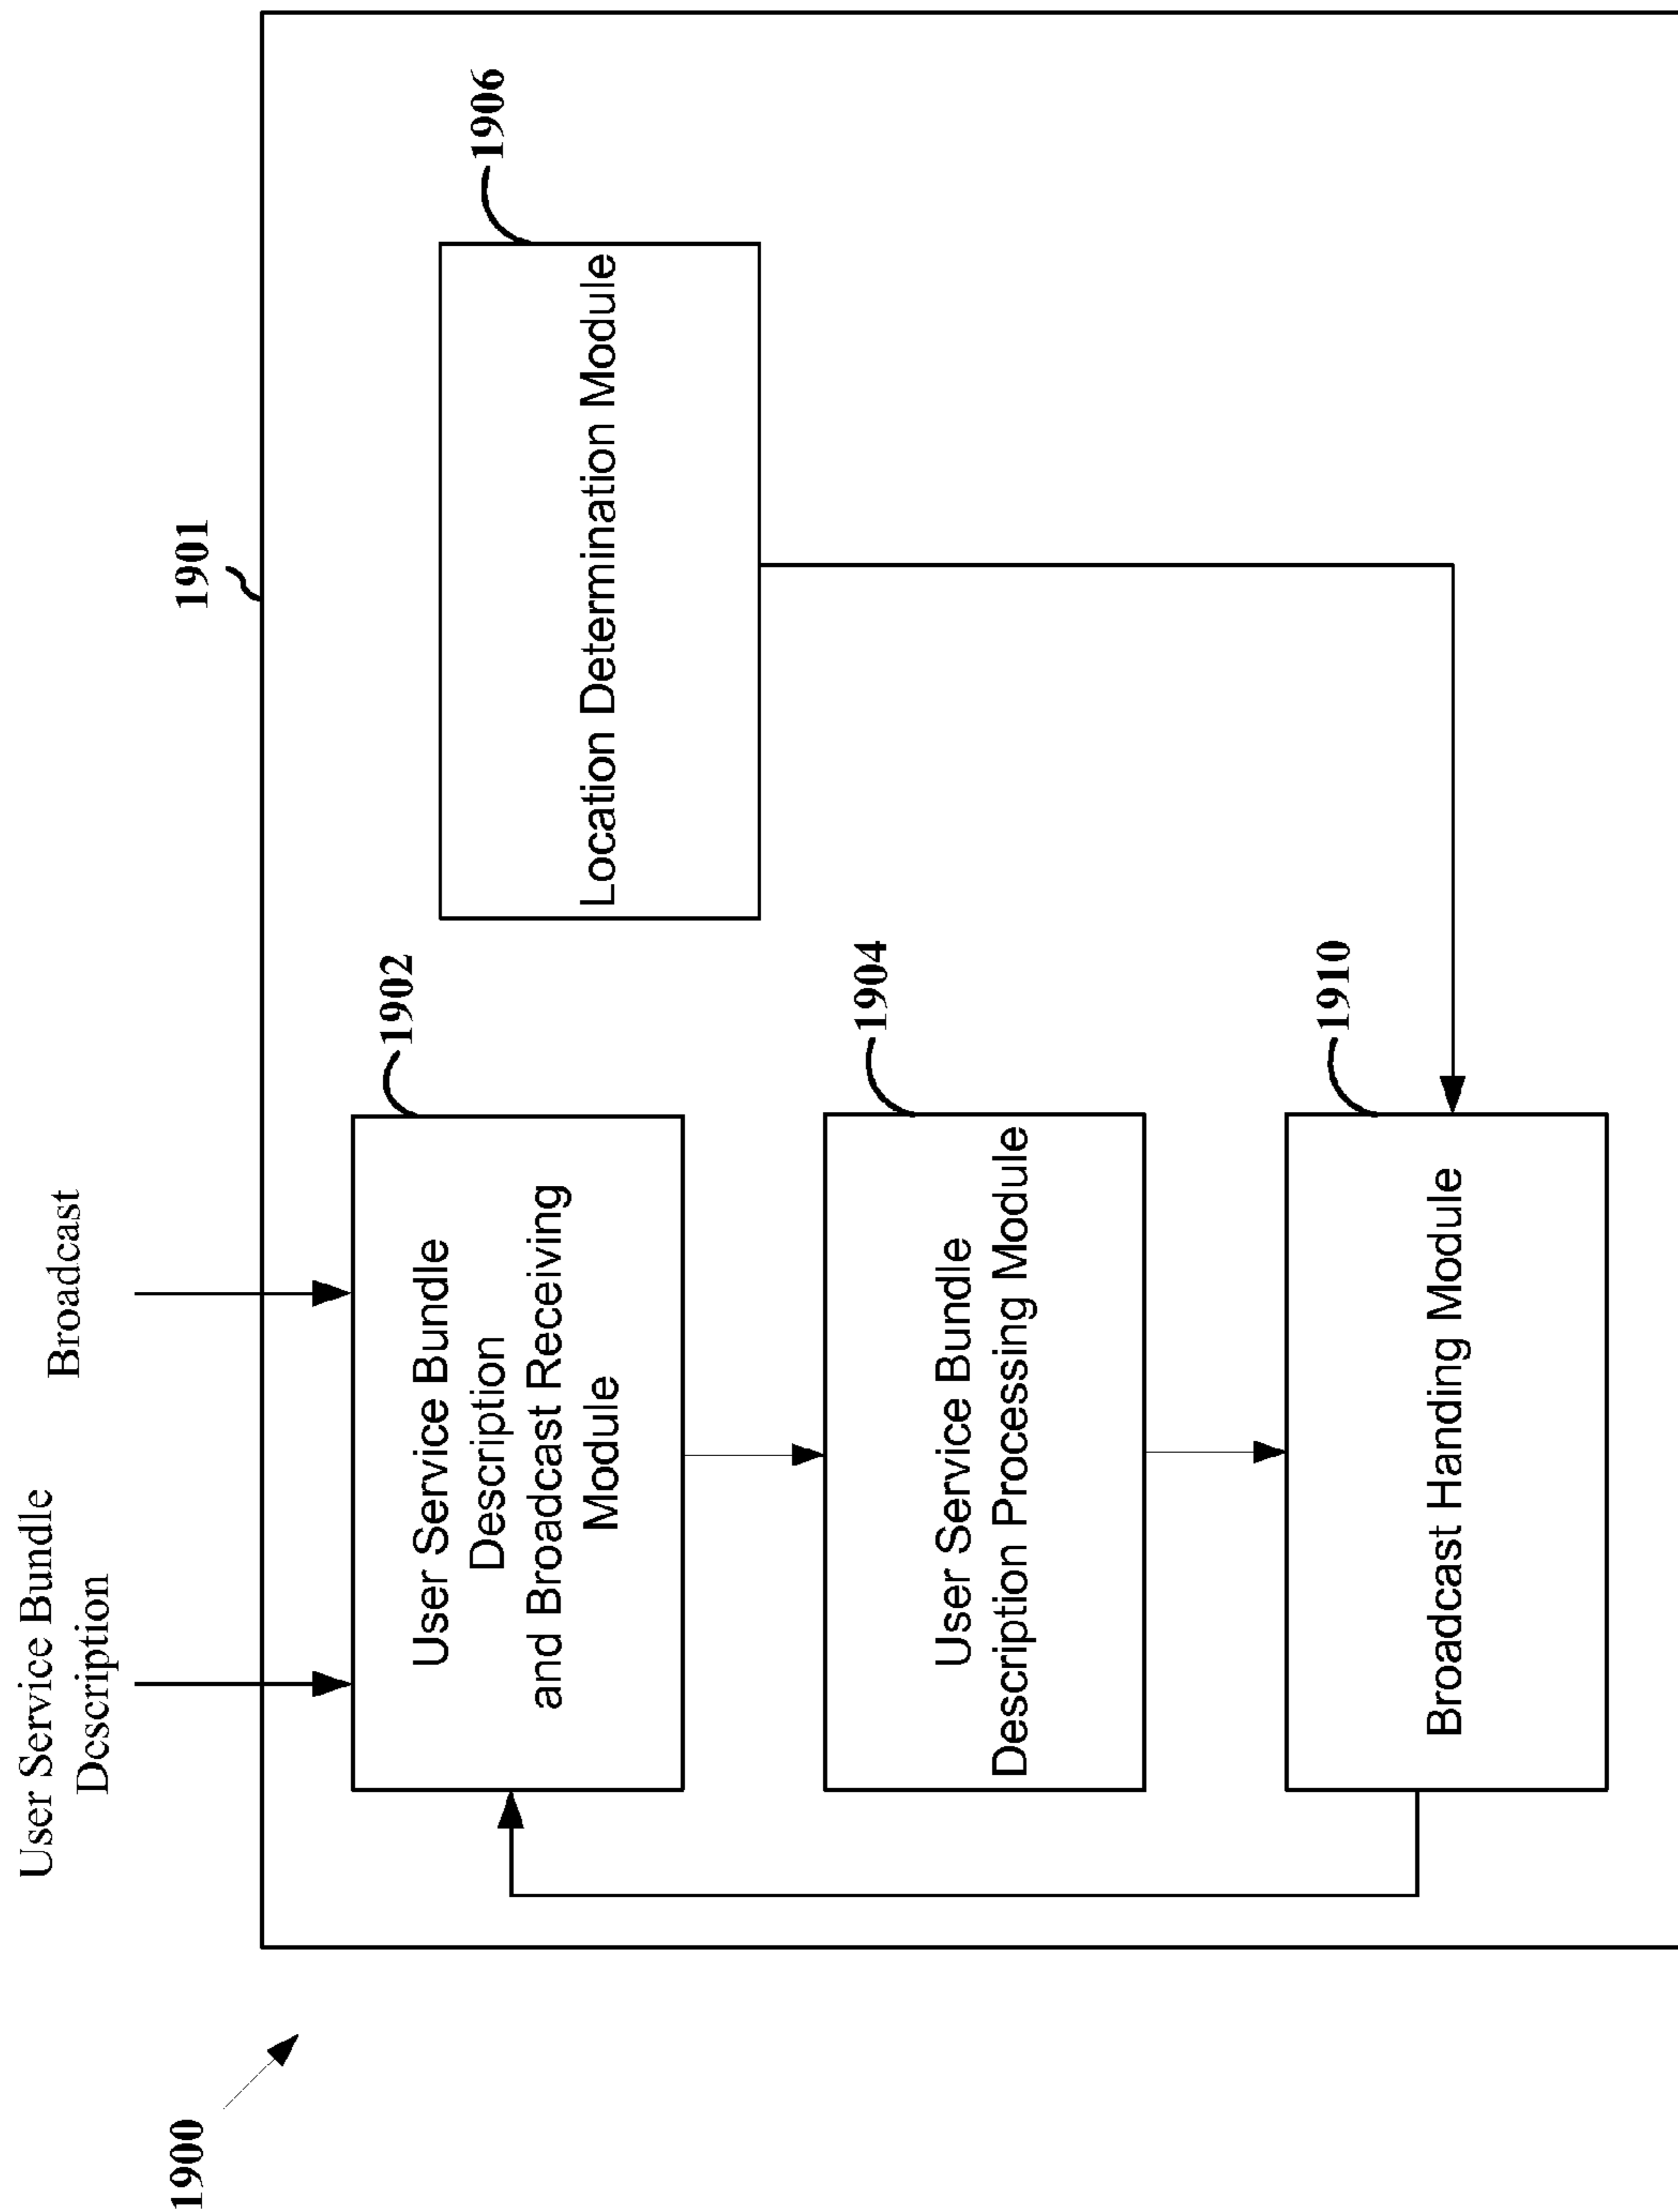 1900
User Service Bundle
Description
Broadcast
1901
1902
User Service Bundle
Description
and Broadcast Receiving
Module
1906
Location Determination Module
1904
User Service Bundle
Description Processing Module
1910
Broadcast Handing Module